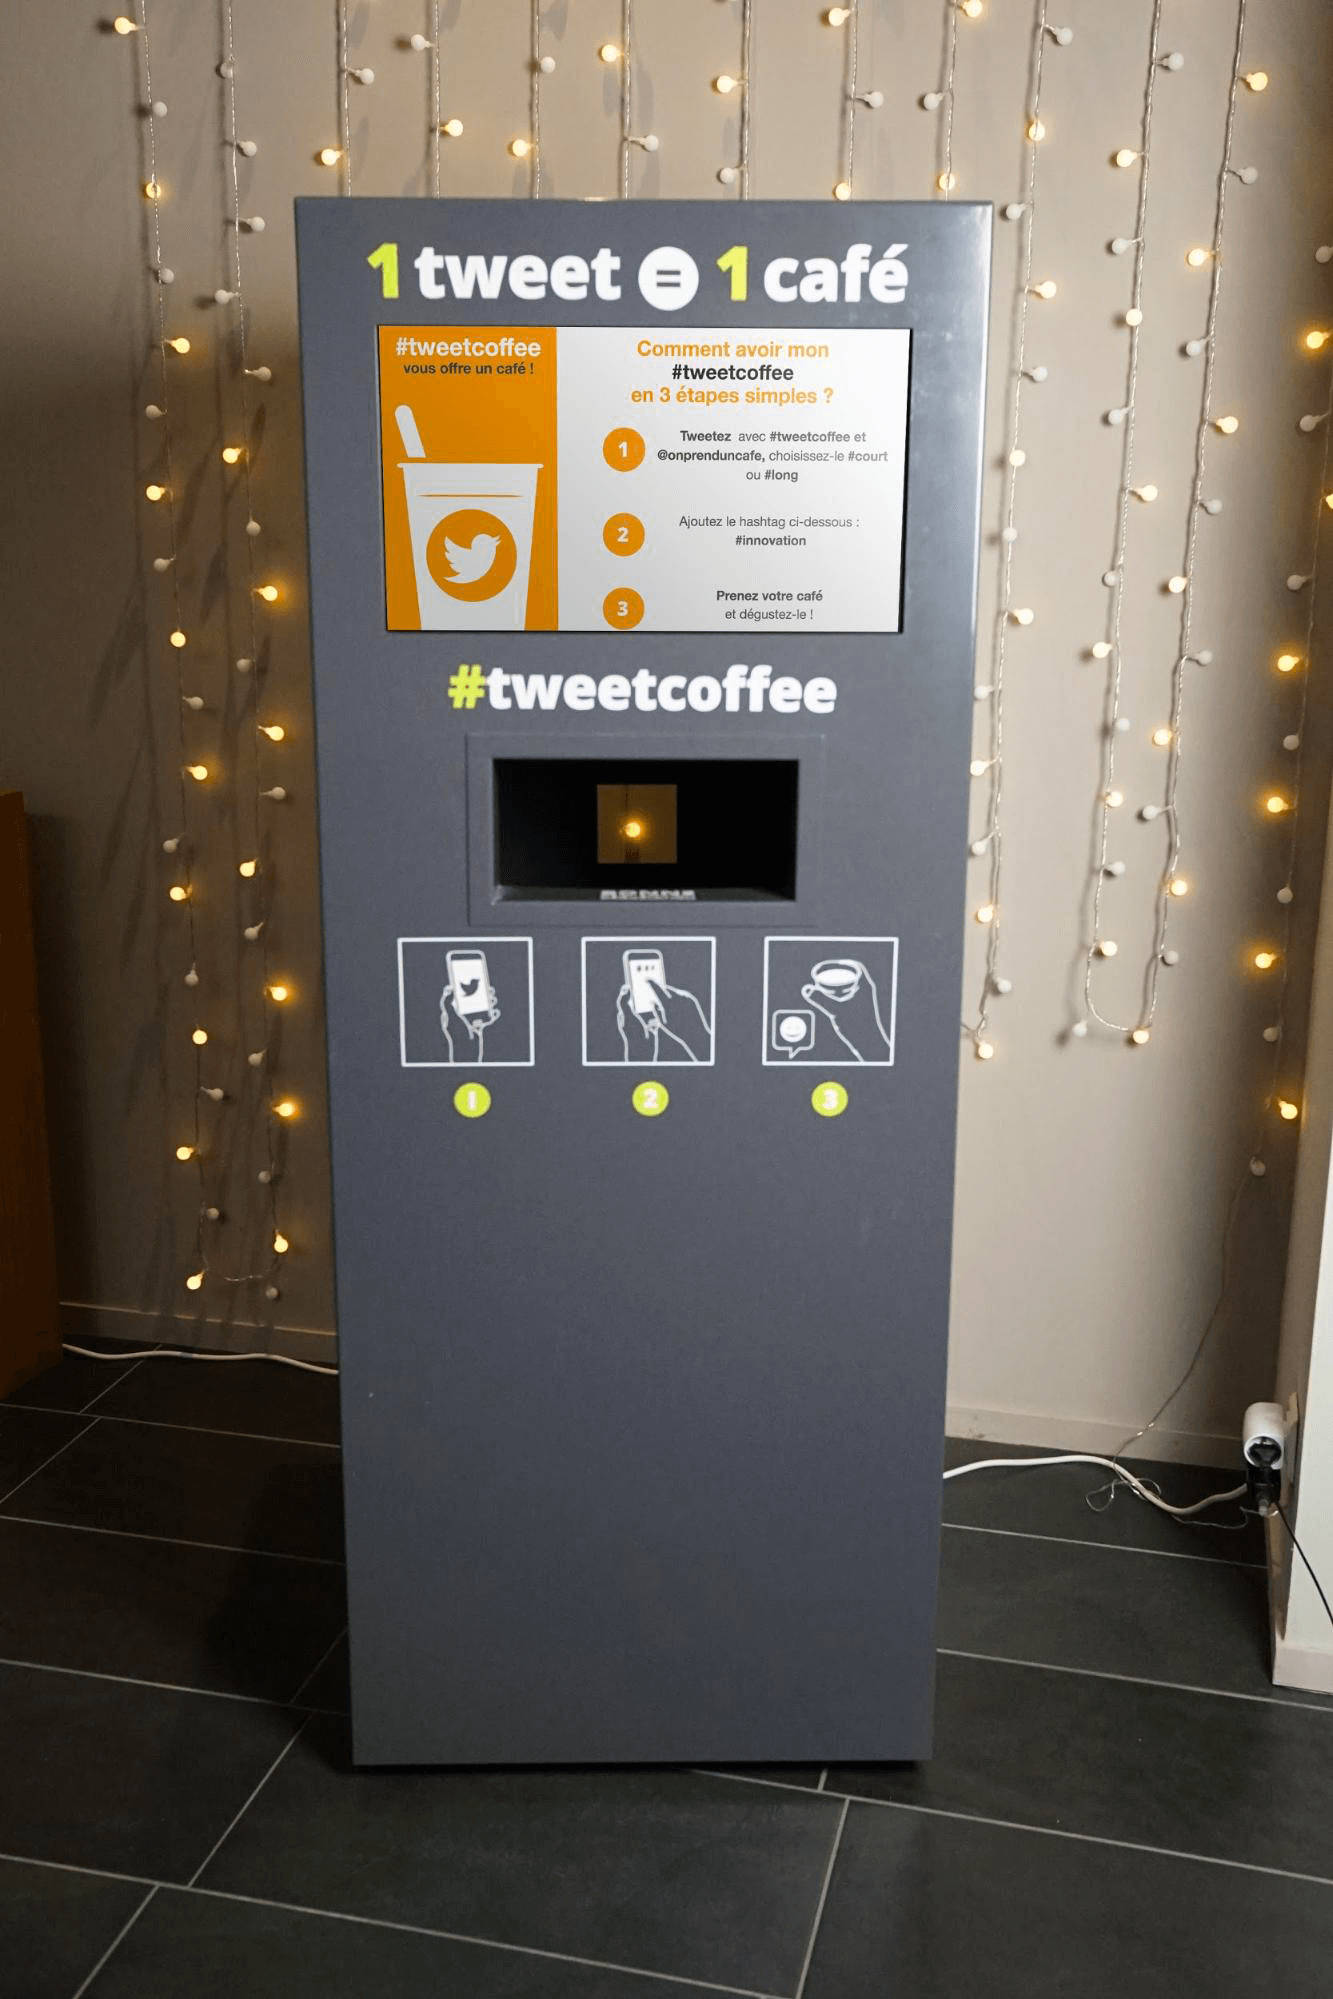 1 tweet = 1 café
#tweetcoffee
vous offre un café !
Comment avoir mon
#tweetcoffee
en 3 étapes simples ?
1
Tweetez avec #tweetcoffee et
@onprenduncafe, choisissez-le #court
ou #long
2
Ajoutez le hashtag ci-dessous :
#innovation
3
Prenez votre café
et dégustez-le !
#tweetcoffee
1
2
3